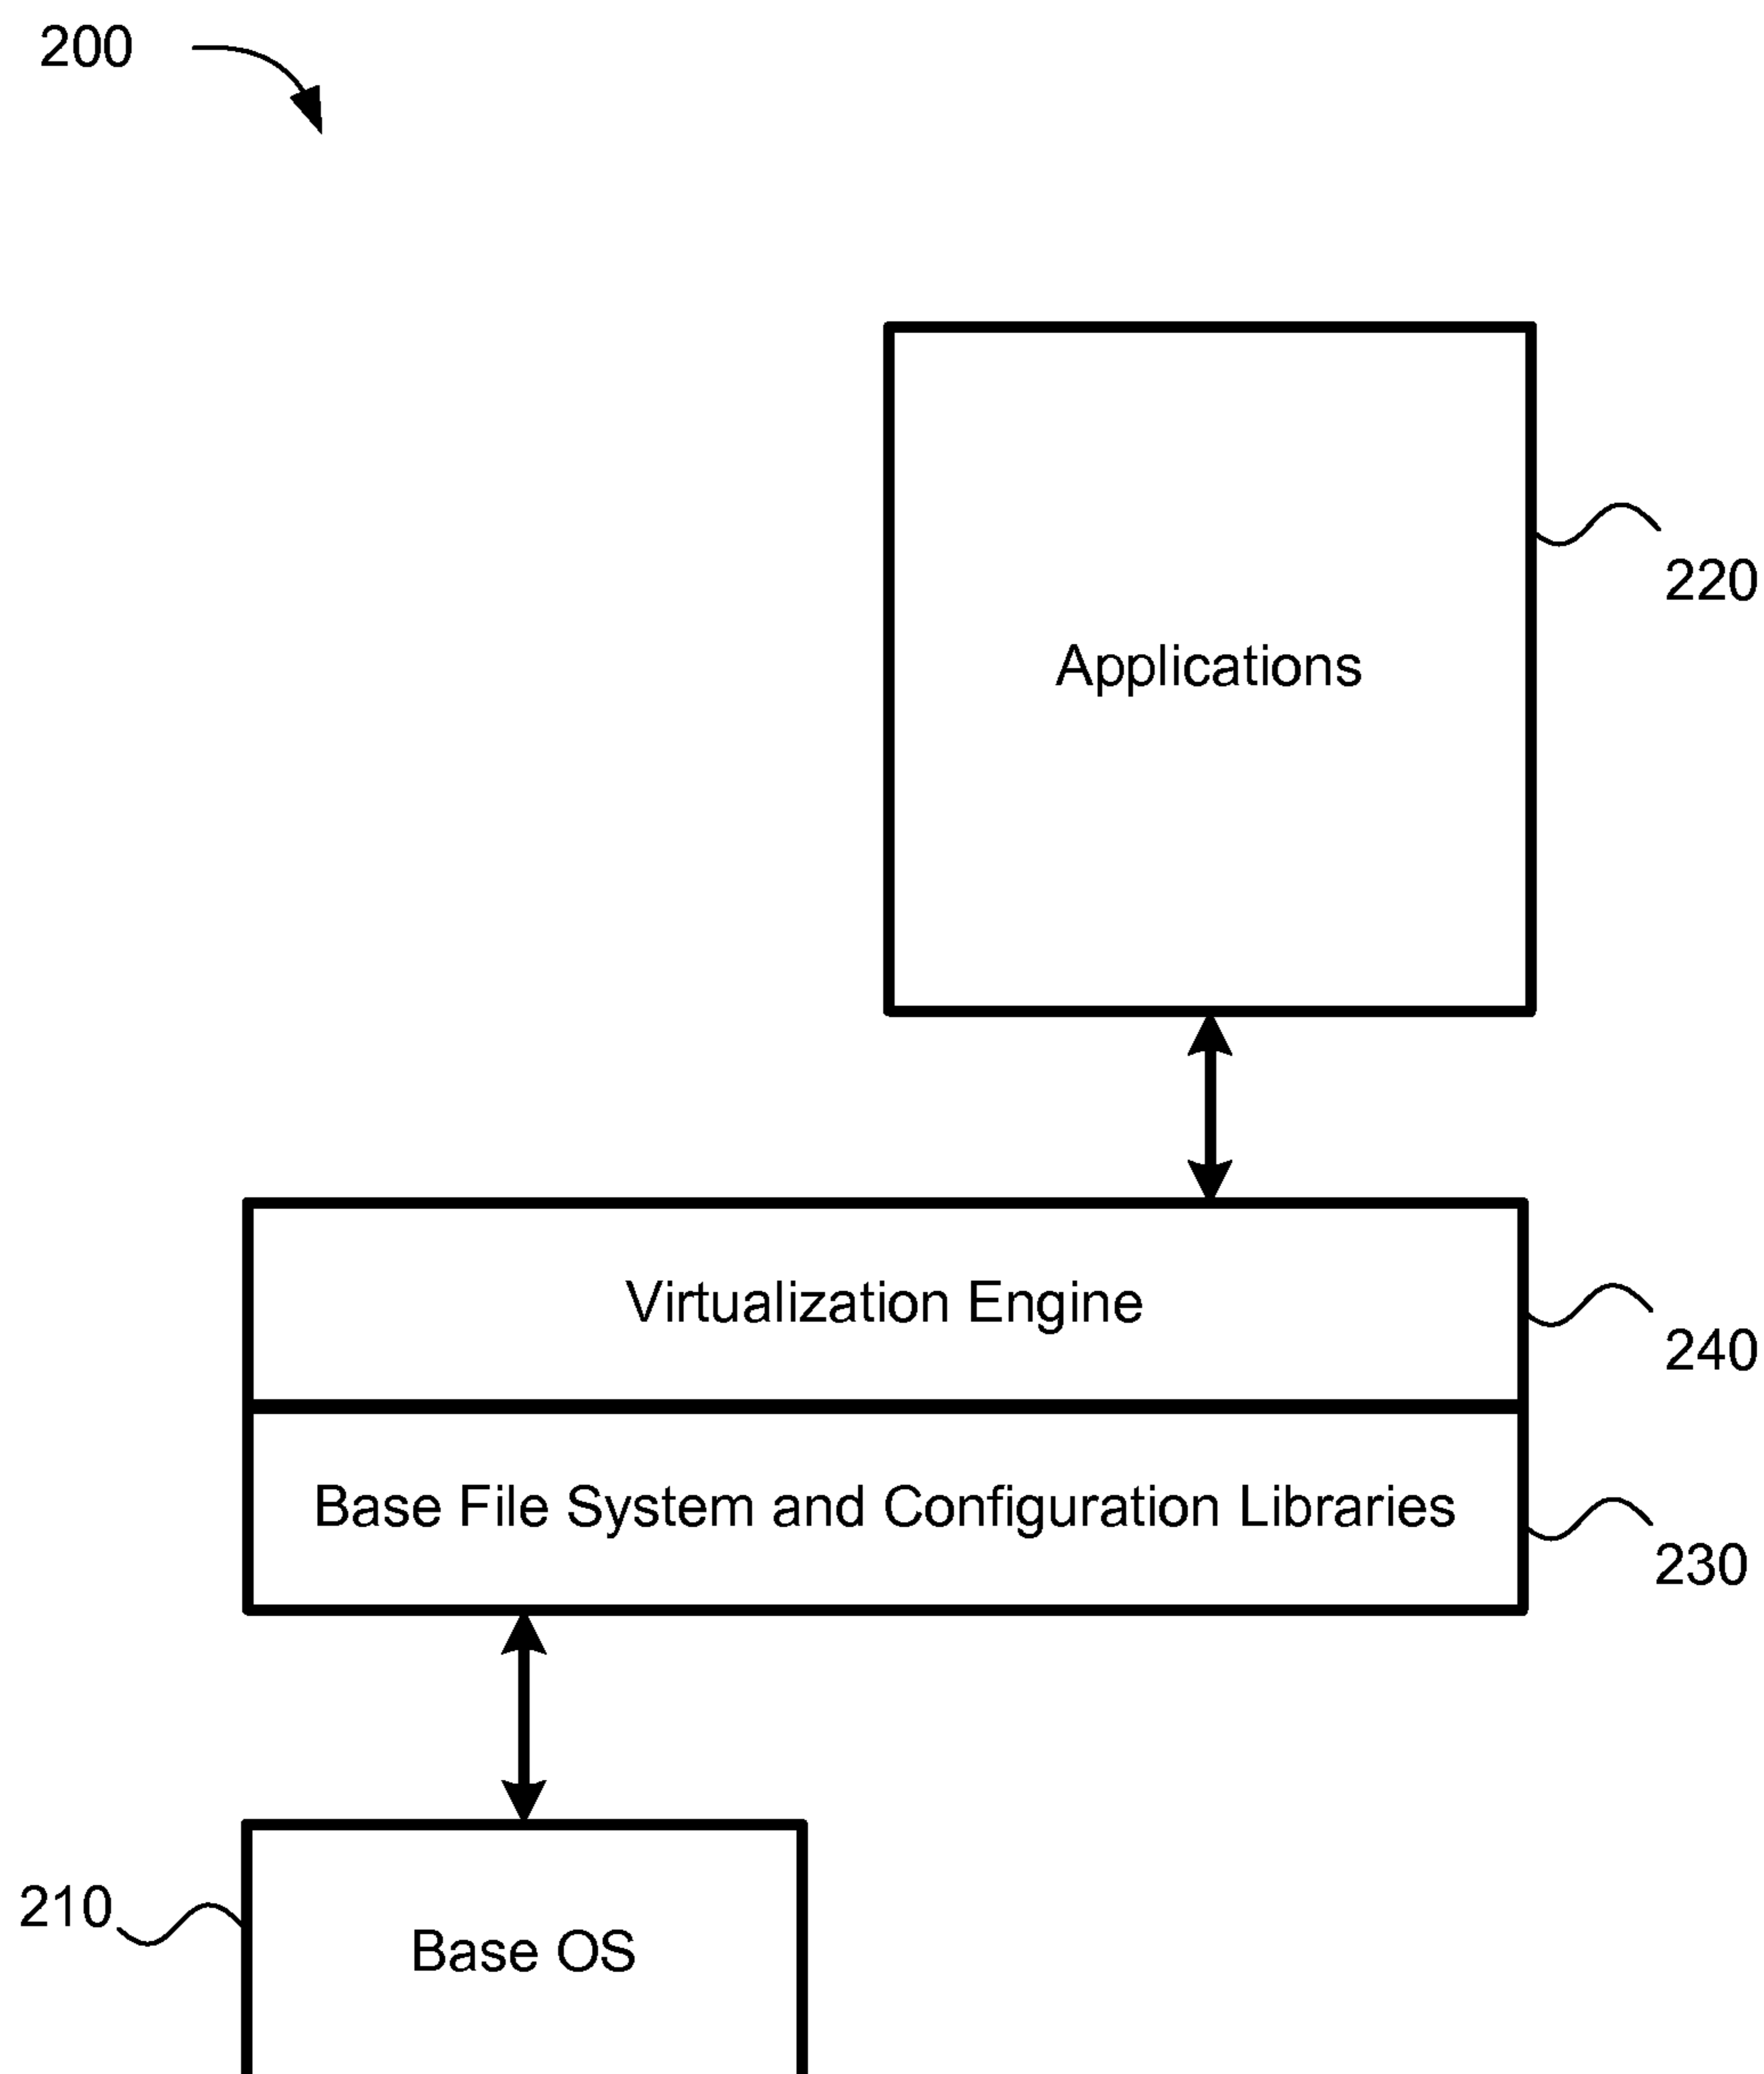 200
220
Applications
Virtualization Engine
240
Base File System and Configuration Libraries
230
210
Base OS